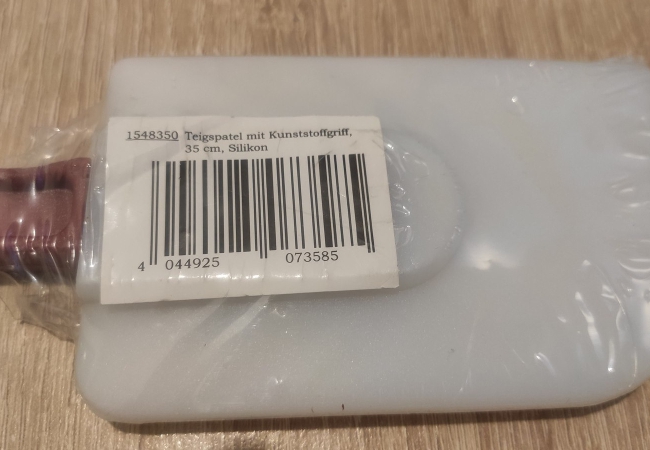 1548350 Teigspatel mit Kunststoffgriff,
35 cm, Silikon
4 044925 073585